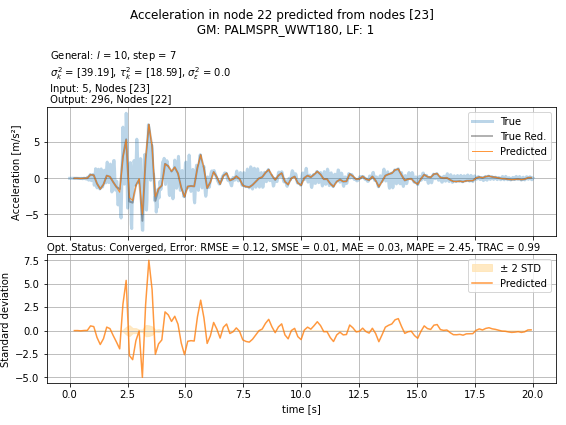 Acceleration in node 22 predicted from nodes [23]
GM: PALMSPR_WWT180, LF: 1
General: l = 10, step = 7
σ²ₖ = [39.19], τ²ₖ = [18.59], σ²ε = 0.0
Input: 5, Nodes [23]
Output: 296, Nodes [22]
Acceleration [m/s²]
5
0
−5
True
True Red.
Predicted
Opt. Status: Converged, Error: RMSE = 0.12, SMSE = 0.01, MAE = 0.03, MAPE = 2.45, TRAC = 0.99
Standard deviation
7.5
5.0
2.5
0.0
−2.5
−5.0
± 2 STD
Predicted
0.0 2.5 5.0 7.5 10.0 12.5 15.0 17.5 20.0
time [s]